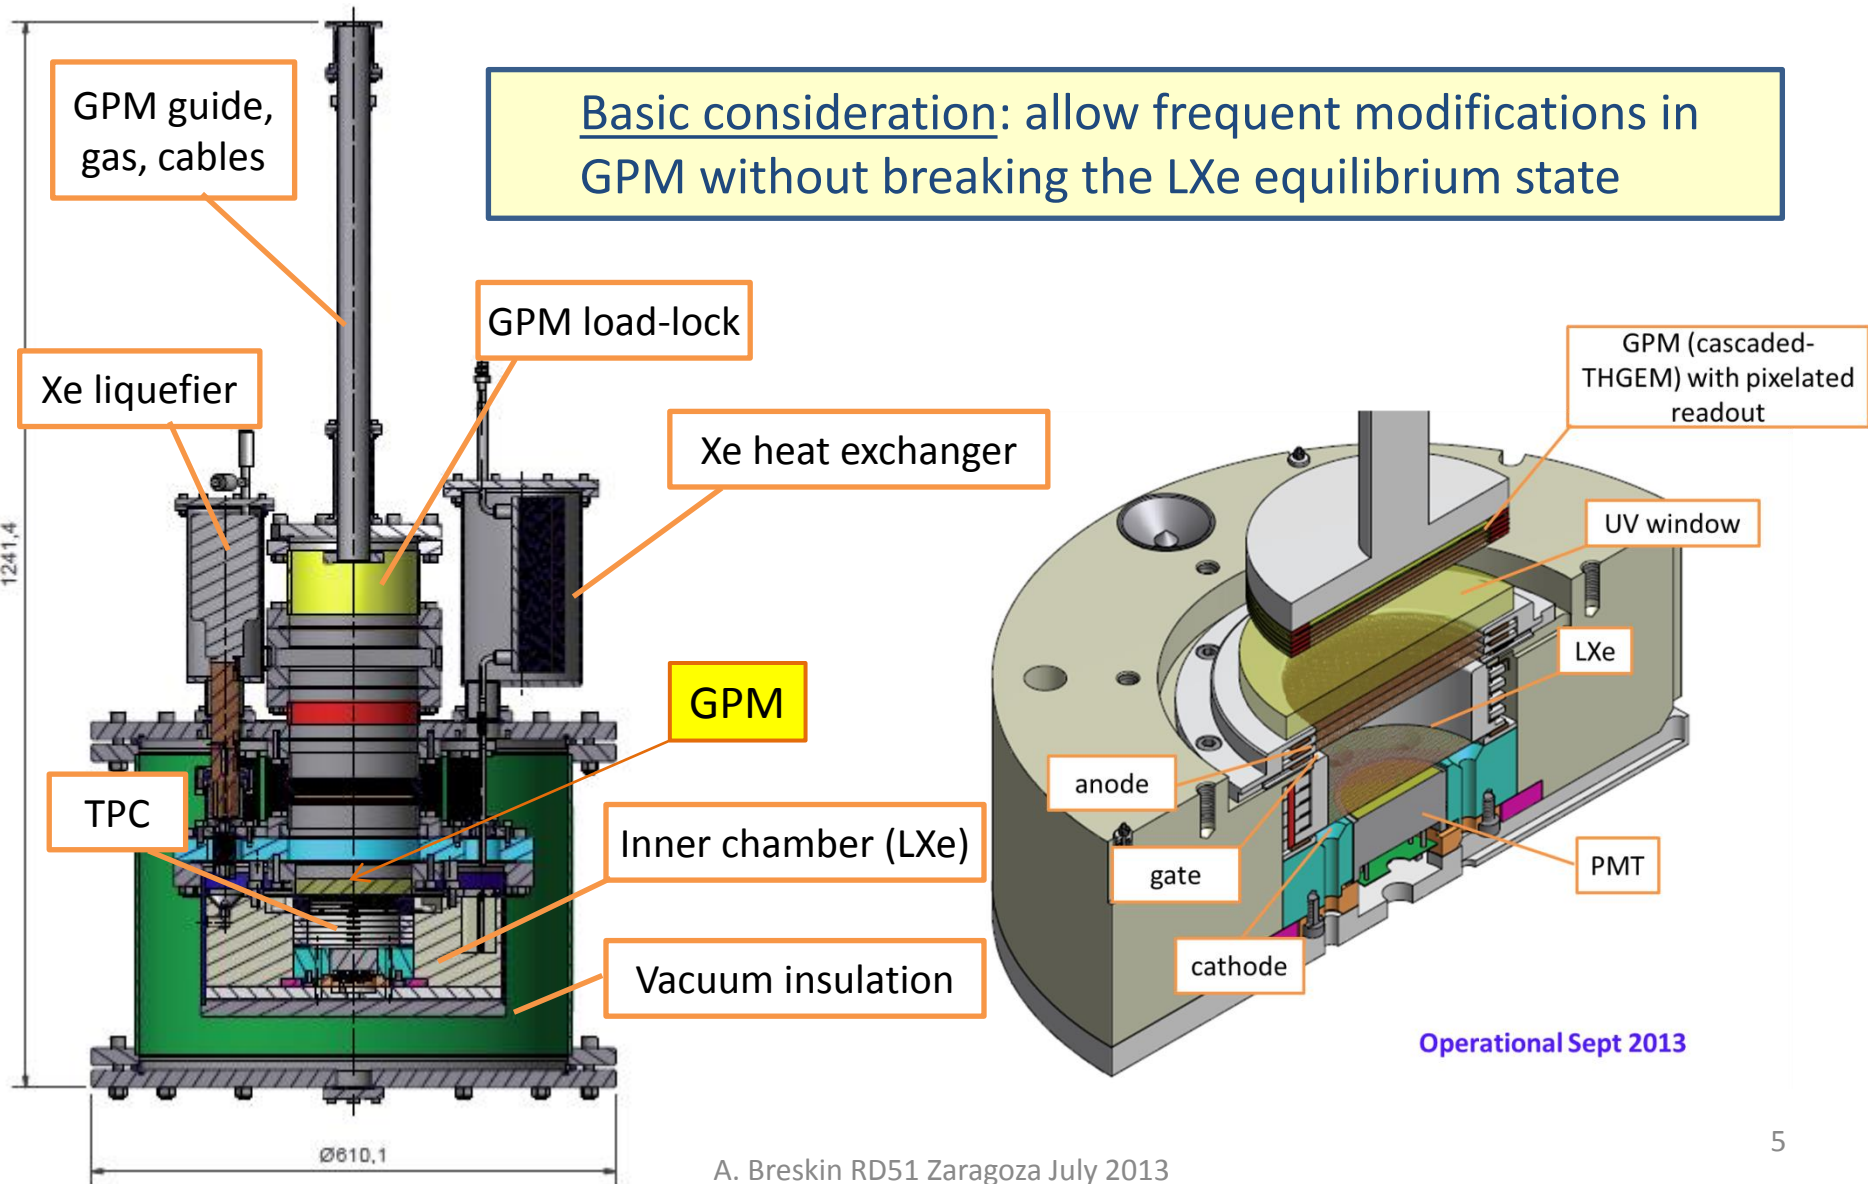 Basic consideration: allow frequent modifications in
GPM without breaking the LXe equilibrium state
GPM guide,
gas, cables
GPM load-lock
Xe liquefier
Xe heat exchanger
GPM
TPC
Inner chamber (LXe)
Vacuum insulation
1241,4
Ø610,1
GPM (cascaded-
THGEM) with pixelated
readout
UV window
LXe
anode
gate
PMT
cathode
Operational Sept 2013
A. Breskin RD51 Zaragoza July 2013
5